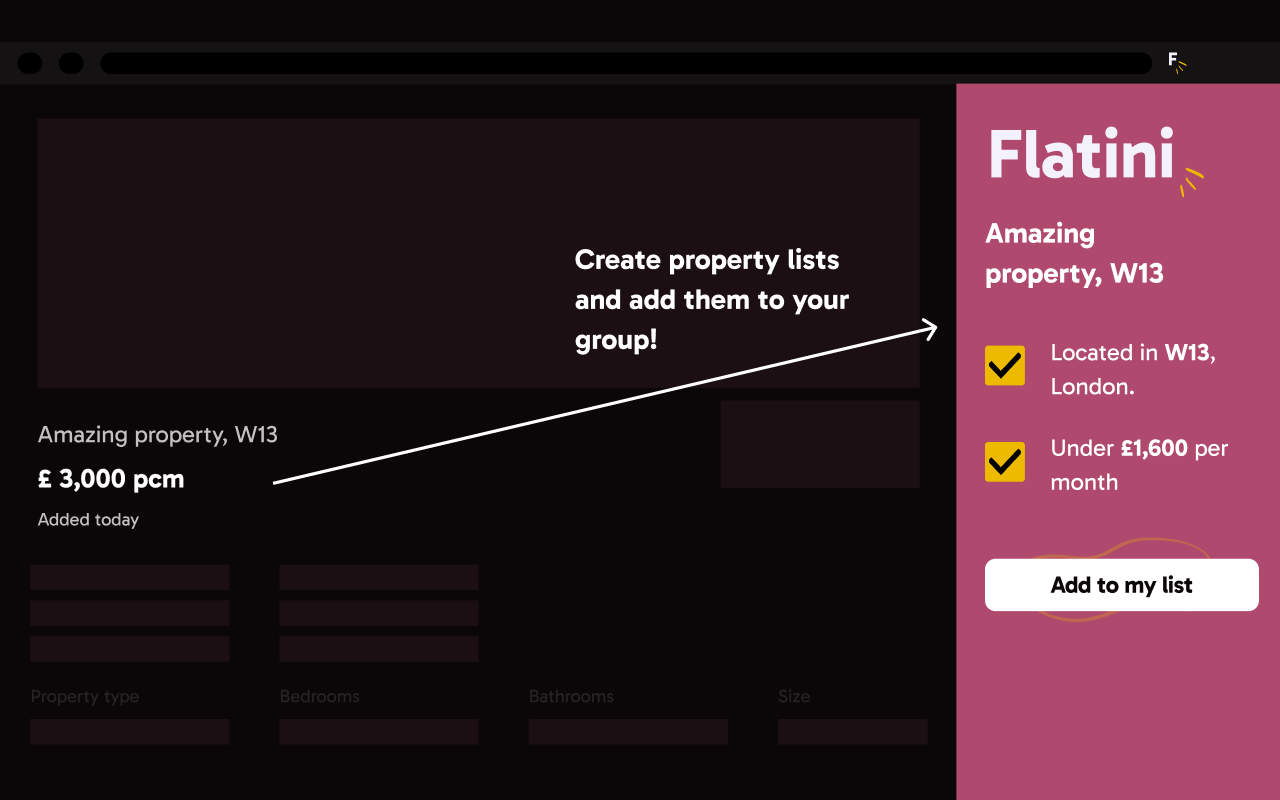 F
Flatini
Amazing
property, W13
Create property lists
and add them to your
group!
Located in W13,
London.
Under £1,600 per
month
Add to my list
Amazing property, W13
£ 3,000 pcm
Added today
Property type
Bedrooms
Bathrooms
Size